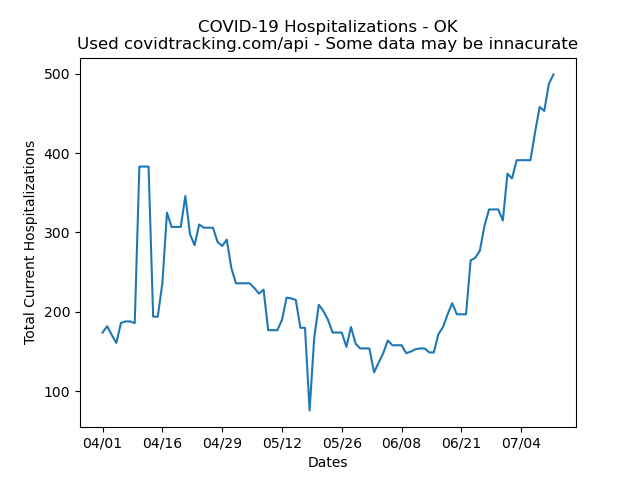 COVID-19 Hospitalizations - OK
Used covidtracking.com/api - Some data may be innacurate
500
400
300
200
100
Total Current Hospitalizations
04/01 04/16 04/29 05/12 05/26 06/08 06/21 07/04
Dates